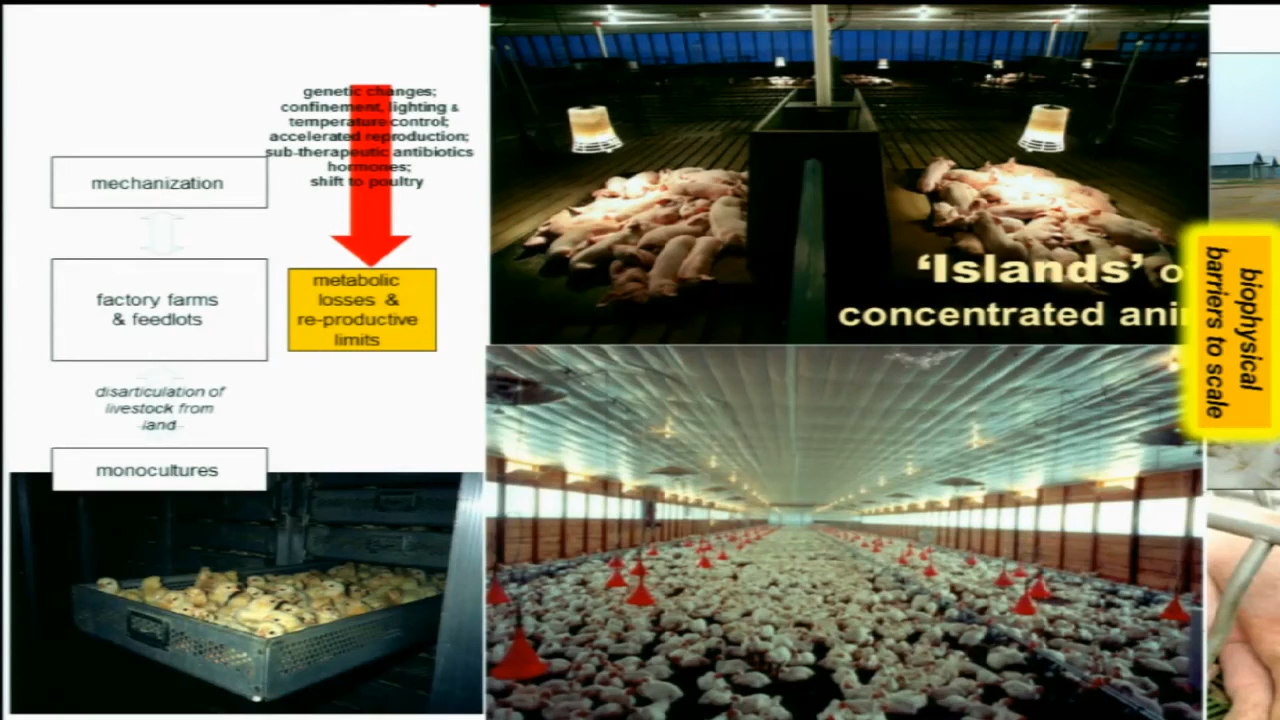 genetic changes;
confinement, lighting &
temperature control;
accelerated reproduction;
sub-therapeutic antibiotics
hormones;
shift to poultry
mechanization
factory farms
& feedlots
metabolic
losses &
re-productive
limits
disarticulation of
livestock from
land
monocultures
‘Islands’ o
concentrated ani
biophysical
barriers to scale